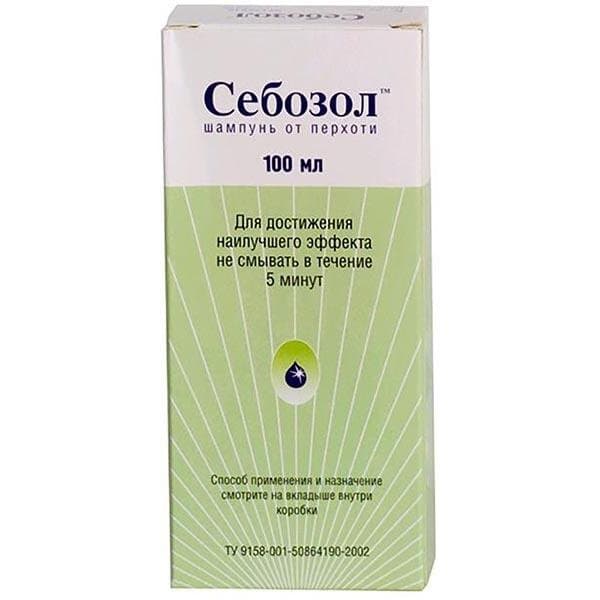 Себозол™
шампунь от перхоти
100 мл
Для достижения
наилучшего эффекта
не смывать в течение
5 минут
Способ применения и назначение
смотрите на вкладыше внутри
коробки
ТУ 9158-001-50864190-2002